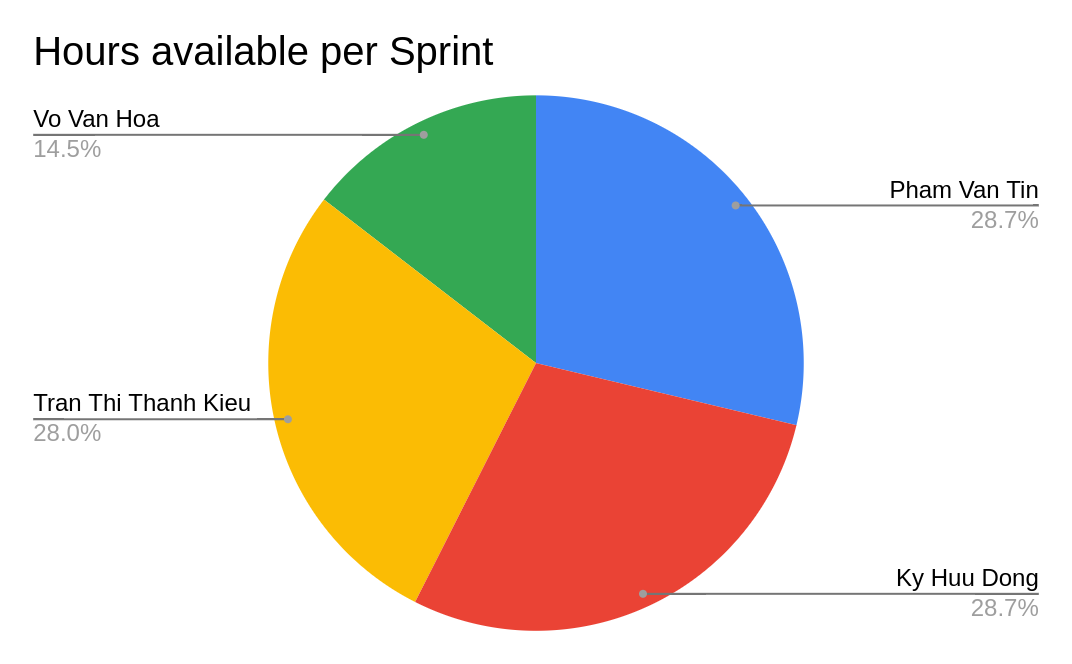 Hours available per Sprint
Vo Van Hoa
14.5%
Pham Van Tin
28.7%
Tran Thi Thanh Kieu
28.0%
Ky Huu Dong
28.7%